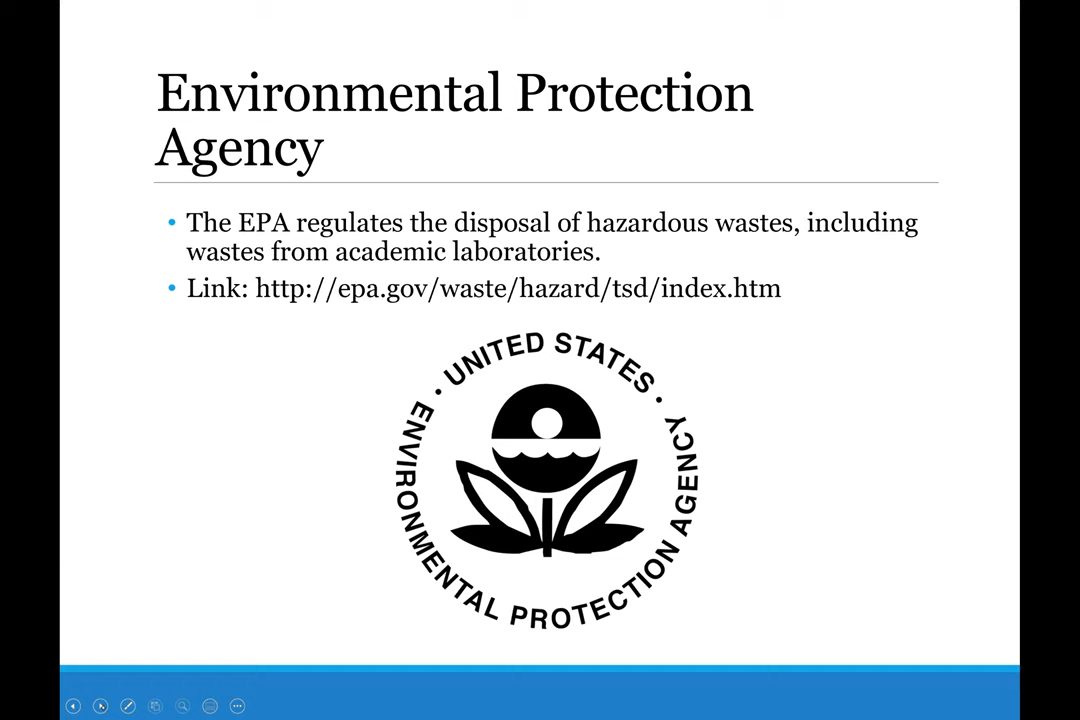 Environmental Protection
Agency
• The EPA regulates the disposal of hazardous wastes, including
wastes from academic laboratories.
• Link: http://epa.gov/waste/hazard/tsd/index.htm
• UNITED STATES •
ENVIRONMENTAL PROTECTION AGENCY